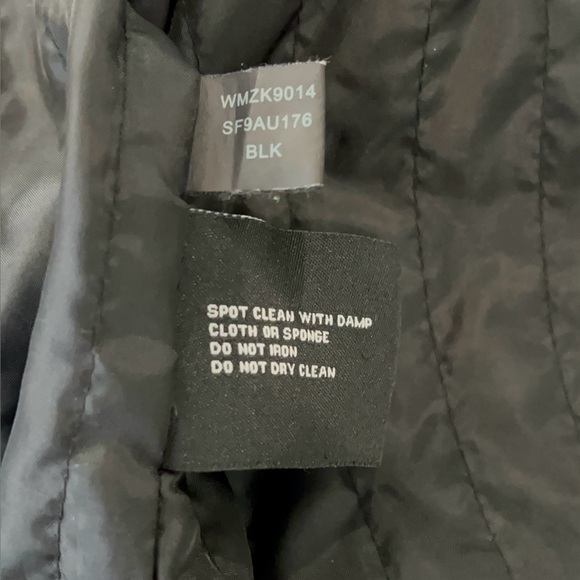 WMZK9014
SF9AU176
BLK
SPOT CLEAN WITH DAMP
CLOTH OR SPONGE
DO NOT IRON
DO NOT DRY CLEAN